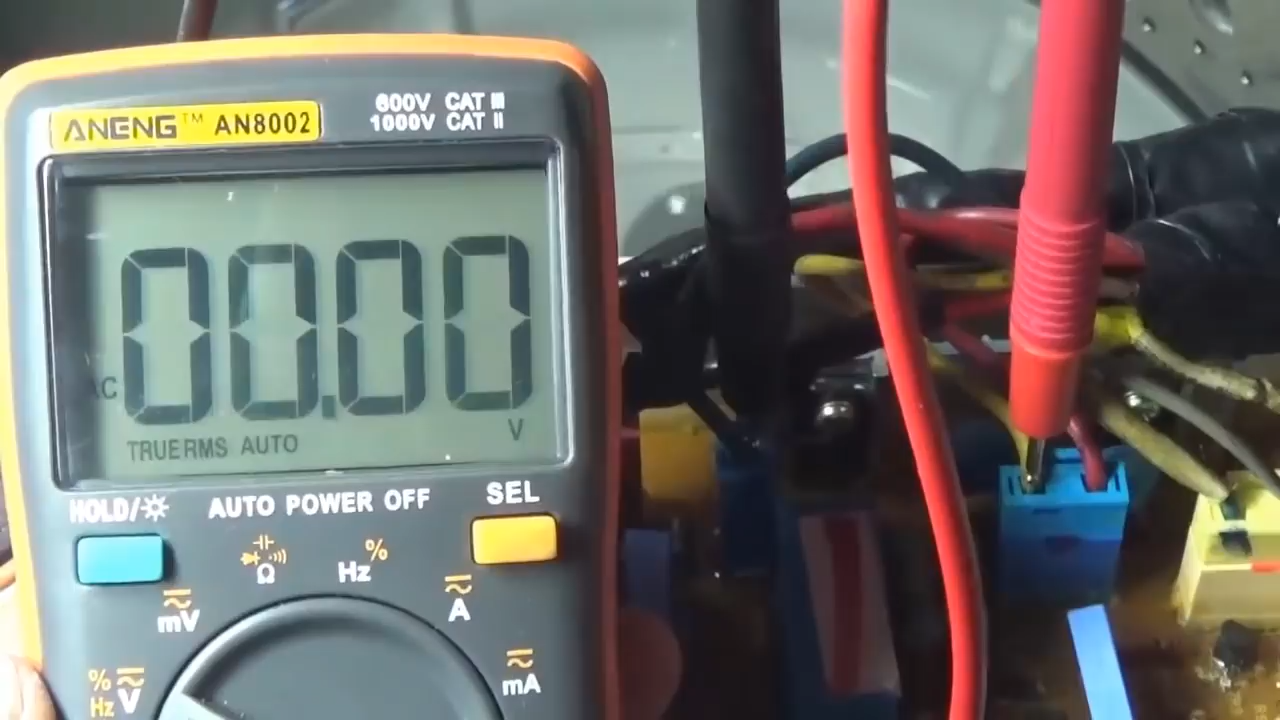 ANENG™ AN8002
600V CAT III
1000V CAT II
00.00
AC
V
TRUERMS AUTO
HOLD/
AUTO POWER OFF
SEL
Ω
Hz %
mV
A
% Hz V
mA